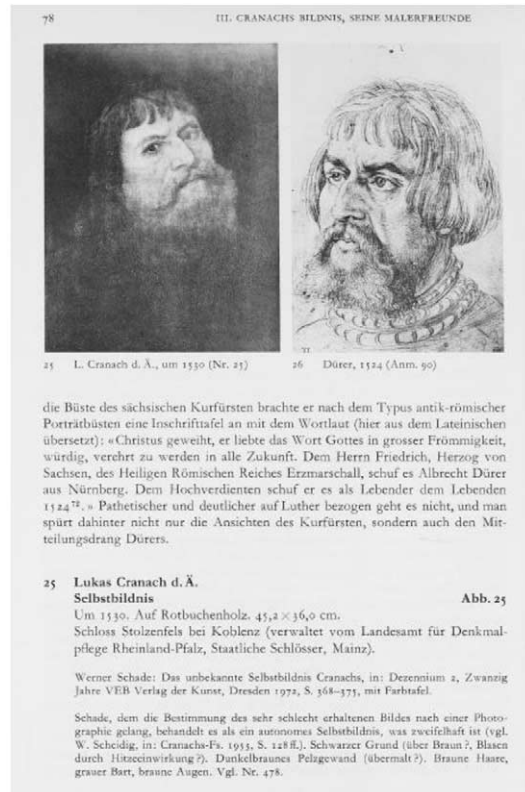 78 III. CRANACHS BILDNIS, SEINE MALERFREUNDE
25 L. Cranach d. Ä., um 1530 (Nr. 25)
26 Dürer, 1524 (Anm. 90)
die Büste des sächsischen Kurfürsten brachte er nach dem Typus antik-römischer
Porträtbüsten eine Inschrifttafel an mit dem Wortlaut (hier aus dem Lateinischen
übersetzt): «Christus geweiht, er liebte das Wort Gottes in grosser Frömmigkeit,
würdig, verehrt zu werden in alle Zukunft. Dem Herrn Friedrich, Herzog von
Sachsen, des Heiligen Römischen Reiches Erzmarschall, schuf es Albrecht Dürer
aus Nürnberg. Dem Hochverdienten schuf er es als Lebender dem Lebenden
1524⁷².» Pathetischer und deutlicher auf Luther bezogen geht es nicht, und man
spürt dahinter nicht nur die Ansichten des Kurfürsten, sondern auch den Mit-
teilungsdrang Dürers.
25 Lukas Cranach d. Ä.
Selbstbildnis Abb. 25
Um 1530. Auf Rotbuchenholz. 45,2 × 36,0 cm.
Schloss Stolzenfels bei Koblenz (verwaltet vom Landesamt für Denkmal-
pflege Rheinland-Pfalz, Staatliche Schlösser, Mainz).
Werner Schade: Das unbekannte Selbstbildnis Cranachs, in: Dezennium 2, Zwanzig
Jahre VEB Verlag der Kunst, Dresden 1972, S. 368–375, mit Farbtafel.
Schade, dem die Bestimmung des sehr schlecht erhaltenen Bildes nach einer Photo-
graphie gelang, behandelt es als ein autonomes Selbstbildnis, was zweifelhaft ist (vgl.
W. Scheidig, in: Cranachs-Fs. 1953, S. 128 ff.). Schwarzer Grund (über Braun?, Blasen
durch Hitzeeinwirkung?). Dunkelbraunes Pelzgewand (übermalt?). Braune Haare,
grauer Bart, braune Augen. Vgl. Nr. 478.